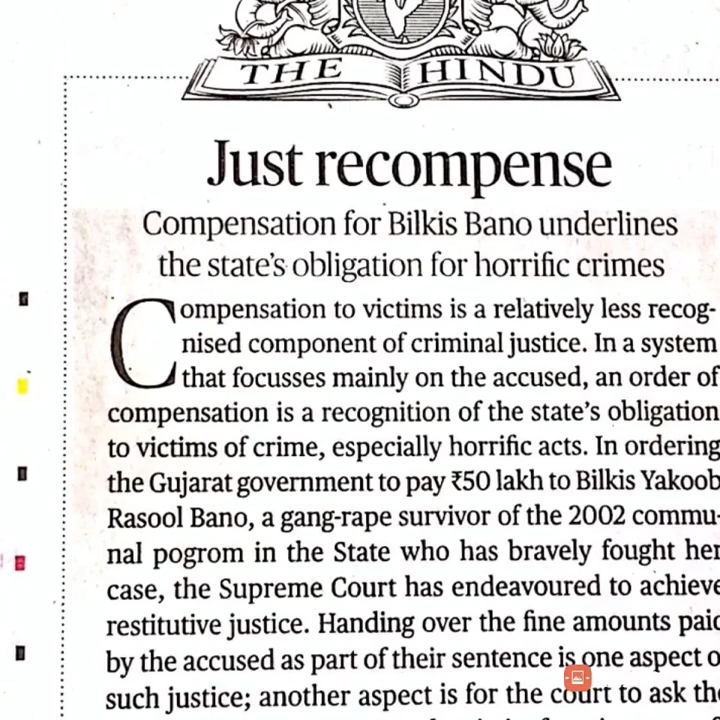 THE HINDU
Just recompense
Compensation for Bilkis Bano underlines
the state's obligation for horrific crimes
Compensation to victims is a relatively less recog-
nised component of criminal justice. In a system
that focusses mainly on the accused, an order of
compensation is a recognition of the state's obligation
to victims of crime, especially horrific acts. In ordering
the Gujarat government to pay ₹50 lakh to Bilkis Yakoob
Rasool Bano, a gang-rape survivor of the 2002 commu-
nal pogrom in the State who has bravely fought her
case, the Supreme Court has endeavoured to achieve
restitutive justice. Handing over the fine amounts paid
by the accused as part of their sentence is one aspect of
such justice; another aspect is for the court to ask the